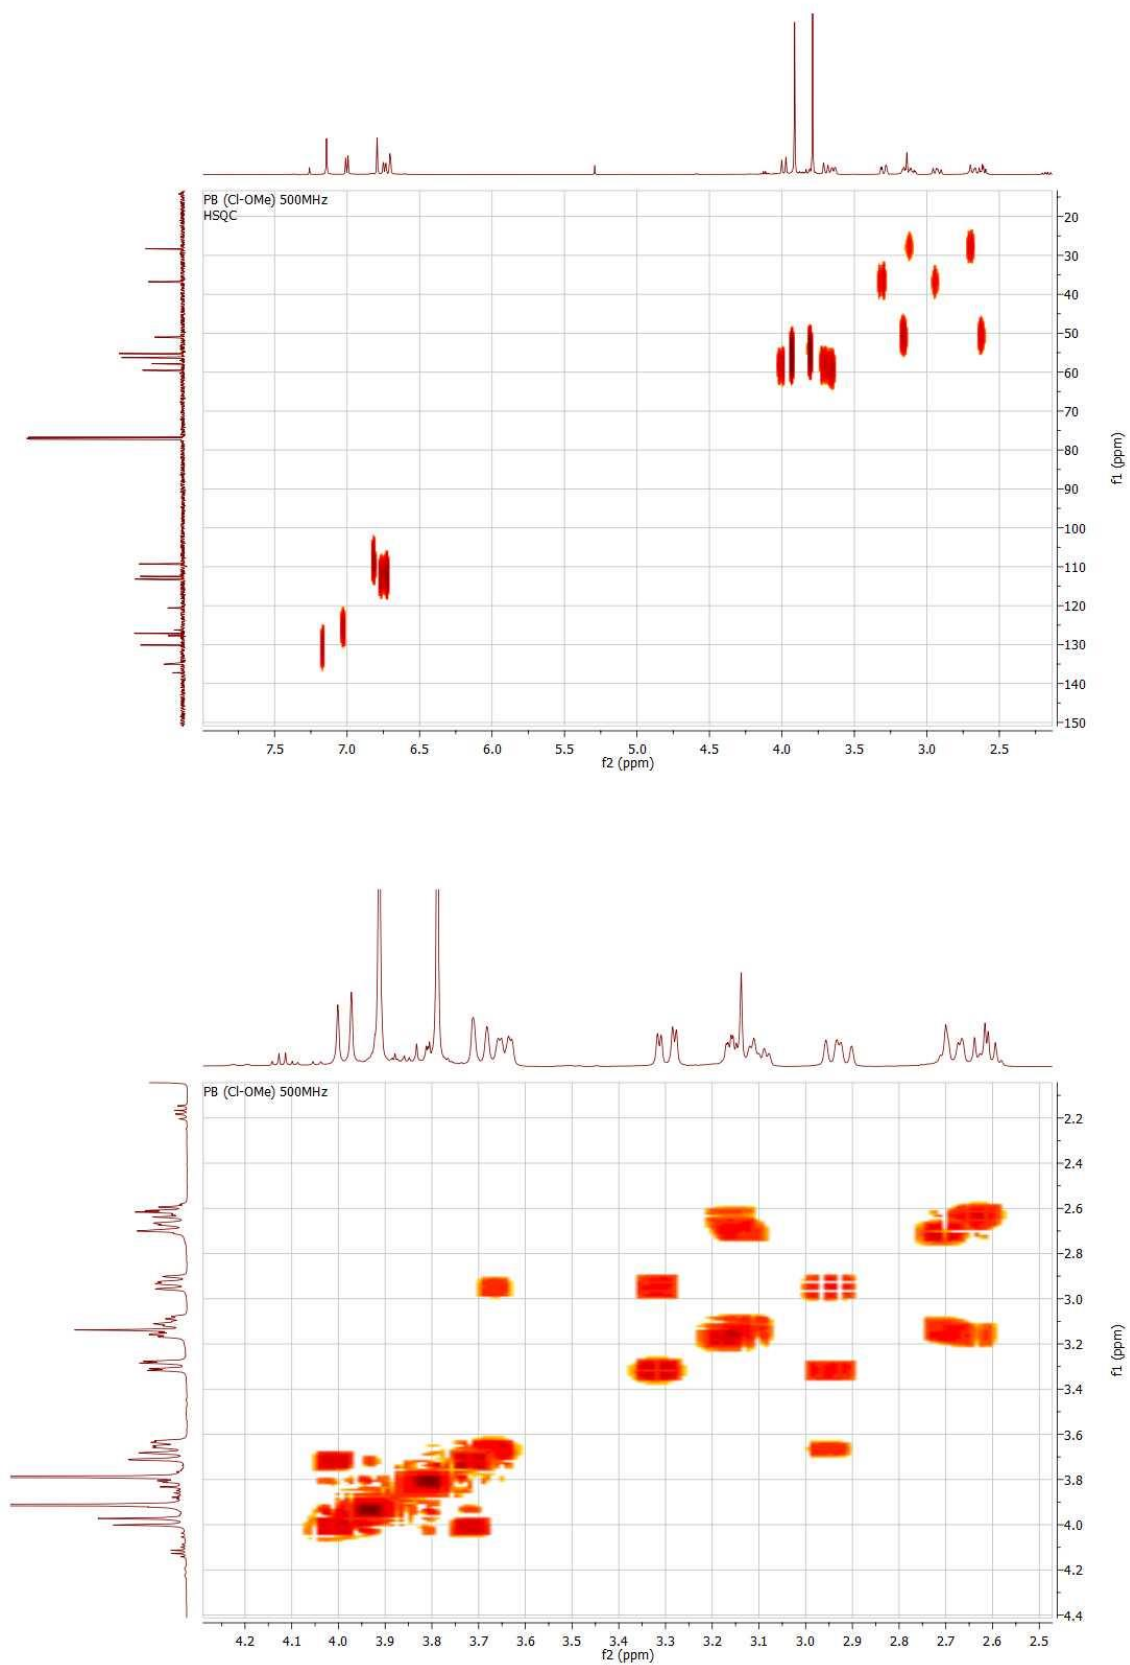 PB (Cl-OMe) 500MHz
HSQC
20
30
40
50
60
70
80
90
100
110
120
130
140
150
f1 (ppm)
7.5 7.0 6.5 6.0 5.5 5.0 4.5 4.0 3.5 3.0 2.5
f2 (ppm)
PB (Cl-OMe) 500MHz
2.2
2.4
2.6
2.8
3.0
3.2
3.4
3.6
3.8
4.0
4.2
4.4
f1 (ppm)
4.2 4.1 4.0 3.9 3.8 3.7 3.6 3.5 3.4 3.3 3.2 3.1 3.0 2.9 2.8 2.7 2.6 2.5
f2 (ppm)